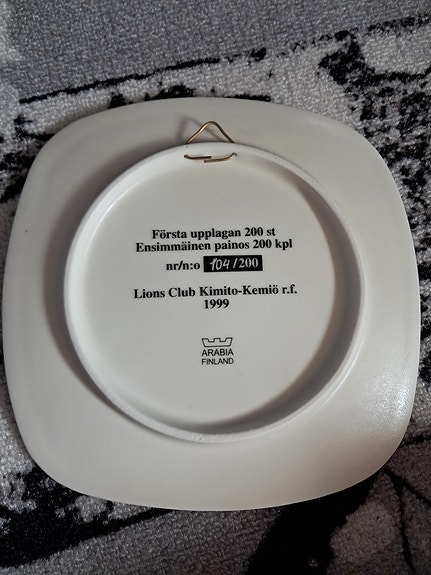 Första upplagan 200 st
Ensimmäinen painos 200 kpl
nr/n:o 104/200
Lions Club Kimito-Kemiö r.f.
1999
ARABIA
FINLAND